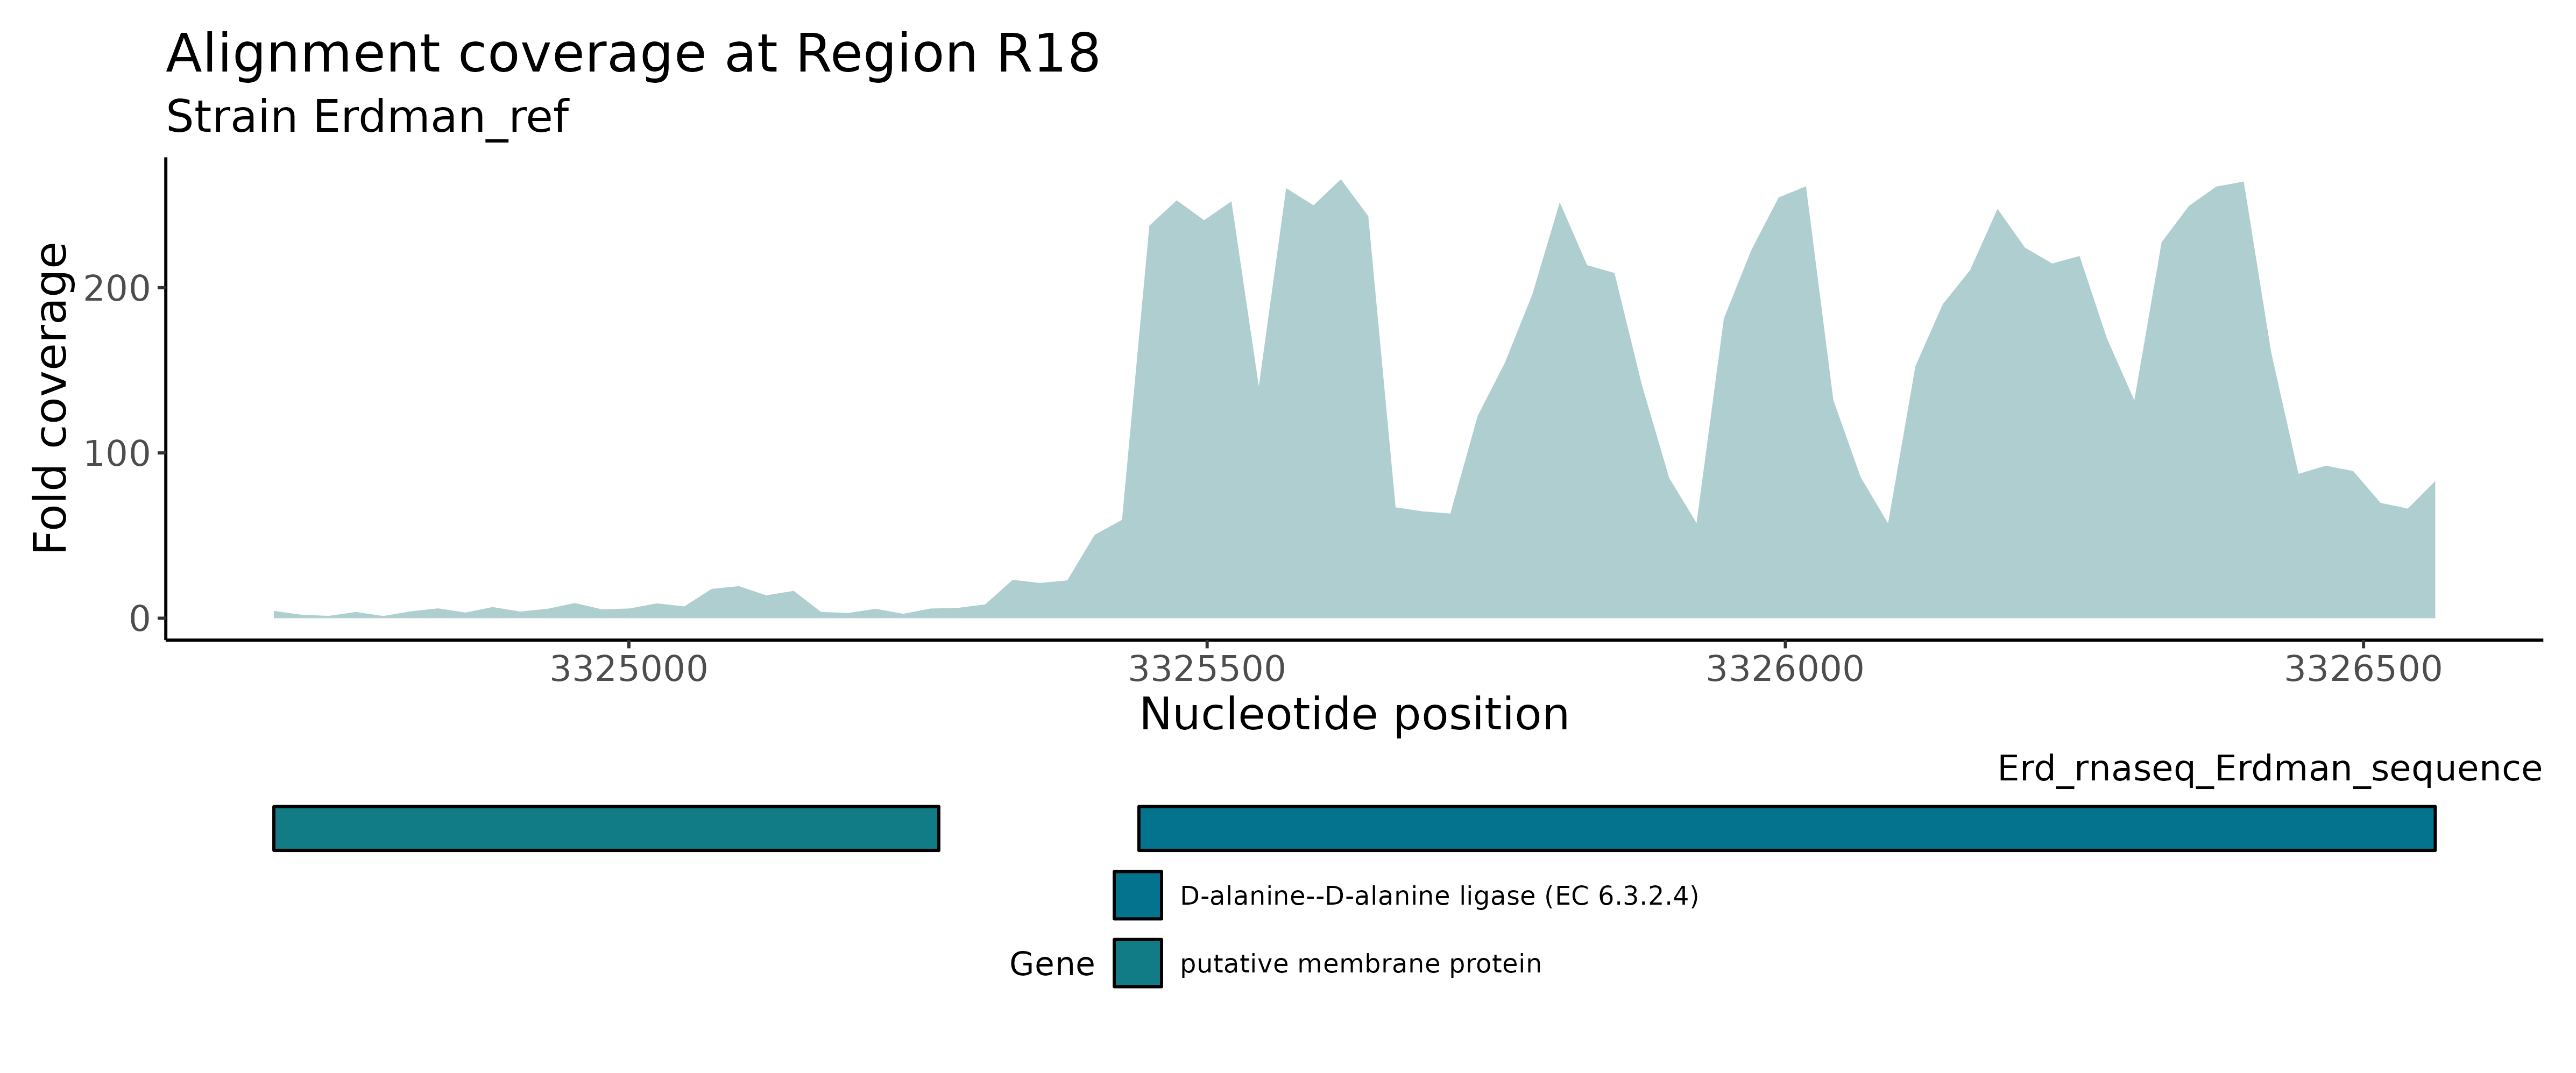 Alignment coverage at Region R18
Strain Erdman_ref
Fold coverage
200
100
0
3325000 3325500 3326000 3326500
Nucleotide position
Erd_rnaseq_Erdman_sequence
D-alanine--D-alanine ligase (EC 6.3.2.4)
Gene putative membrane protein